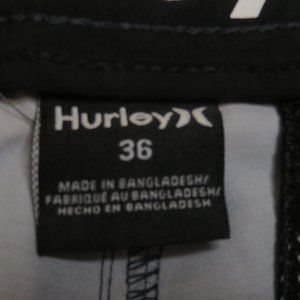 Hurley
36
MADE IN BANGLADESH/
FABRIQUÉ AU BANGLADESH/
HECHO EN BANGLADESH